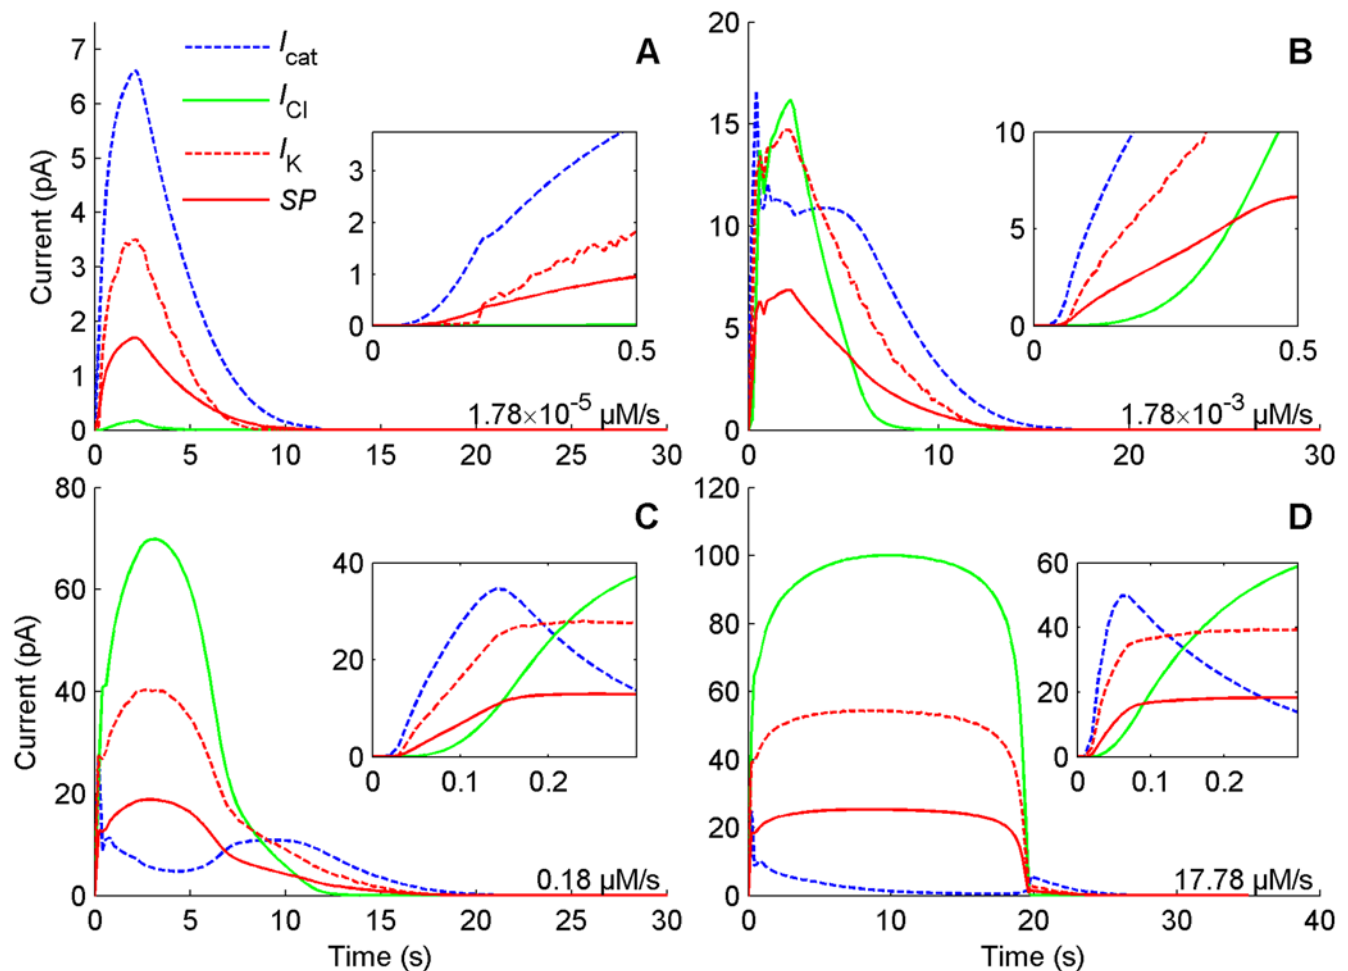 A
I_cat
I_Cl
I_K
SP
Current (pA)
7
6
5
4
3
2
1
0
0 5 10 15 20 25 30
3
2
1
0
0 0.5
1.78×10⁻⁵ µM/s
B
20
15
10
5
0
0 10 20 30
10
5
0
0 0.5
1.78×10⁻³ µM/s
C
Current (pA)
80
60
40
20
0
0 5 10 15 20 25 30
Time (s)
40
20
0
0 0.1 0.2
0.18 µM/s
D
120
100
80
60
40
20
0
0 10 20 30 40
Time (s)
60
40
20
0
0 0.1 0.2
17.78 µM/s